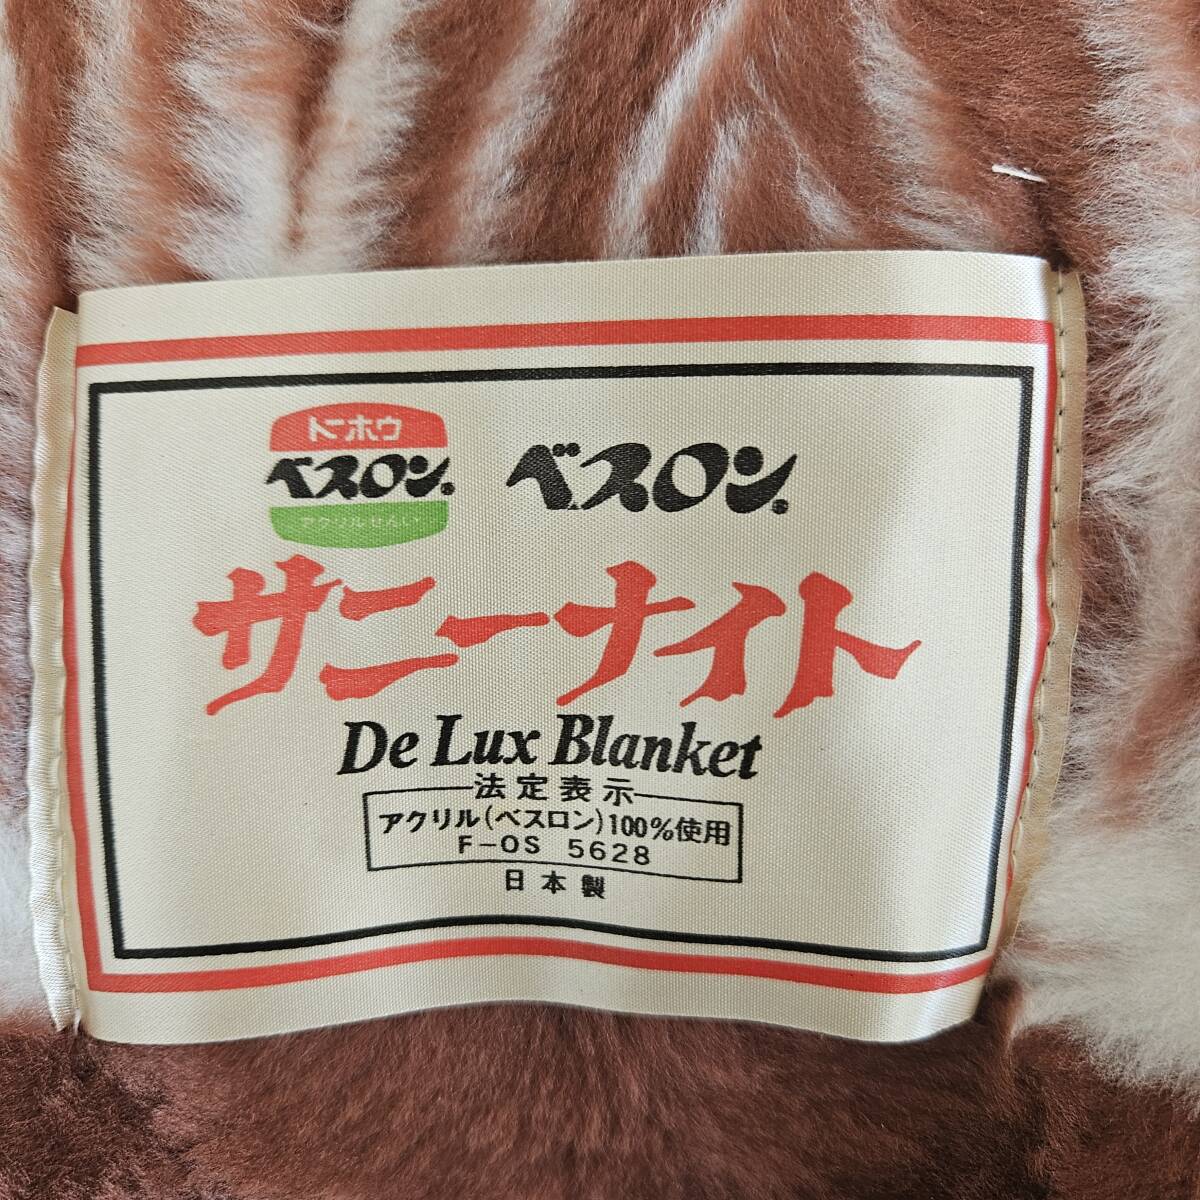 トーホウ
ベスロン®
アクリルせんい
ベスロン®
サニーナイト
De Lux Blanket
法定表示
アクリル(ベスロン)100%使用
F-OS 5628
日本製